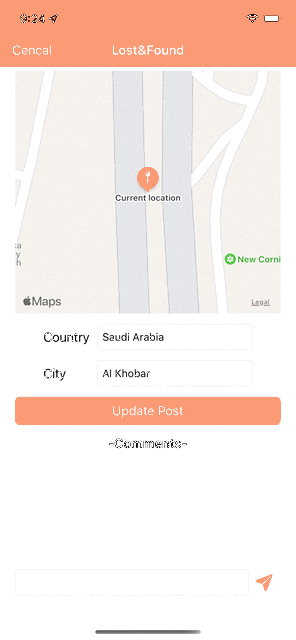 9:24
Cencal
Lost&Found
Current location
New Corni
Maps
Legal
Country
Saudi Arabia
City
Al Khobar
Update Post
-Comments-